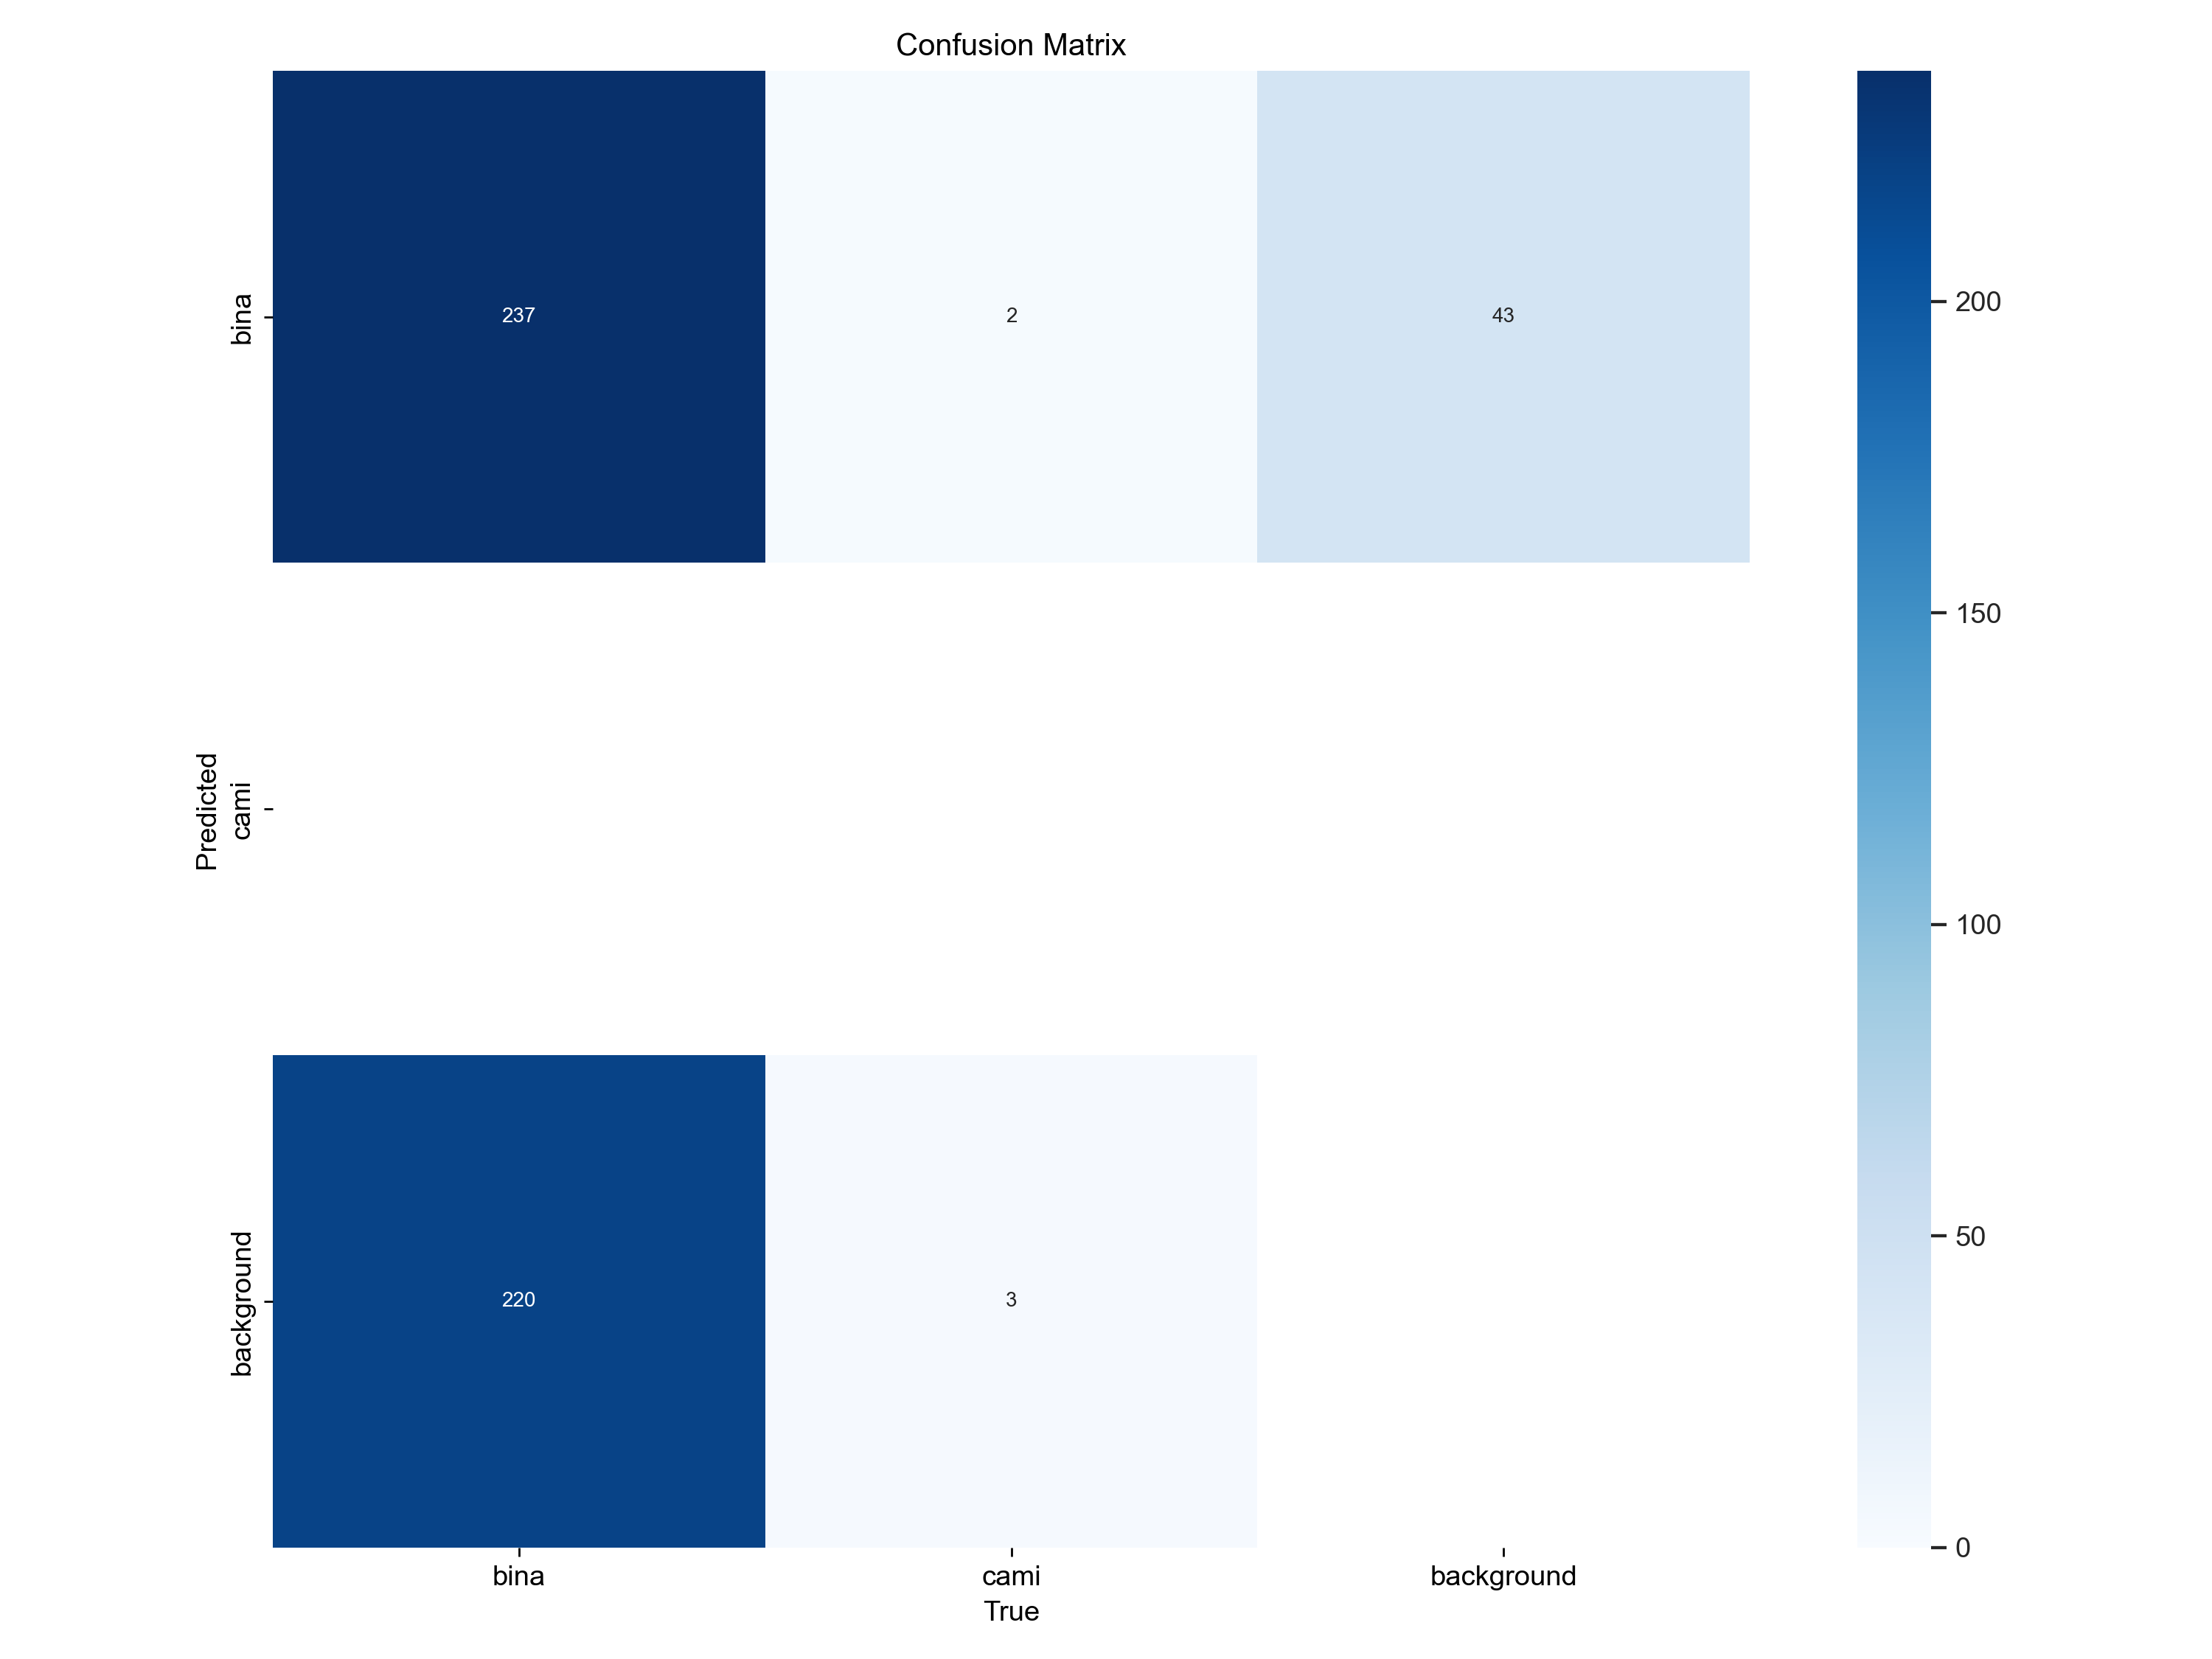 Confusion Matrix
bina
237
2
43
Predicted
cami
background
220
3
bina
cami
background
True
200
150
100
50
0